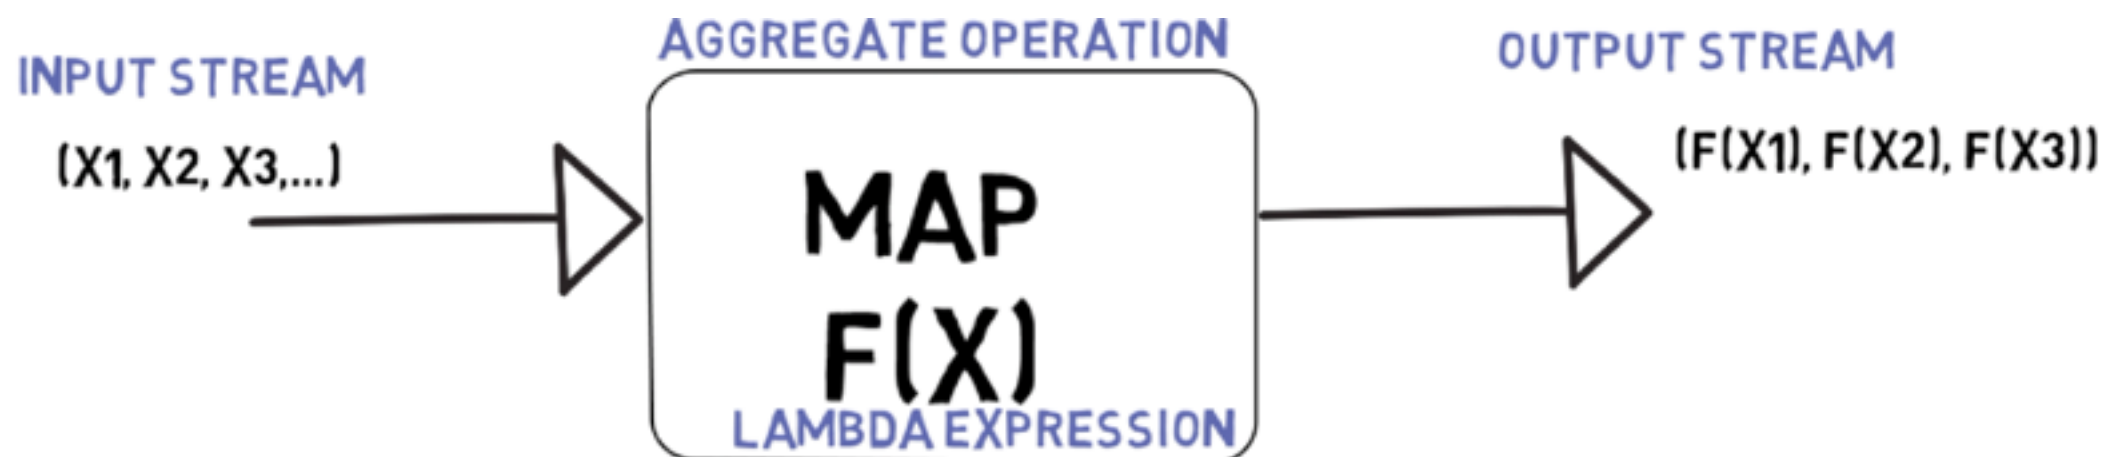 INPUT STREAM
(X1, X2, X3,...)
AGGREGATE OPERATION
MAP
F(X)
LAMBDA EXPRESSION
OUTPUT STREAM
(F(X1), F(X2), F(X3))